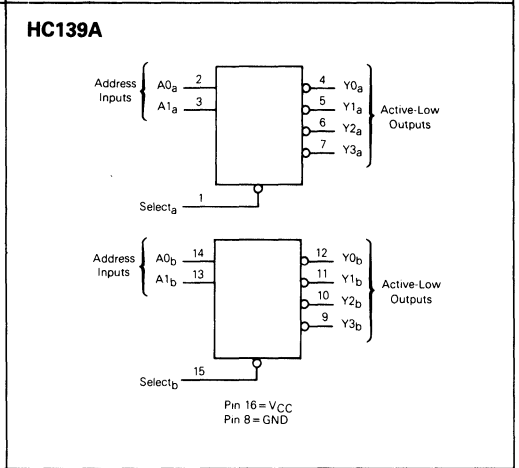 HC139A
Address
Inputs
A0a 2
A1a 3
4 Y0a
5 Y1a
6 Y2a
7 Y3a
Active-Low
Outputs
Selecta 1
Address
Inputs
A0b 14
A1b 13
12 Y0b
11 Y1b
10 Y2b
9 Y3b
Active-Low
Outputs
Selectb 15
Pin 16 = VCC
Pin 8 = GND